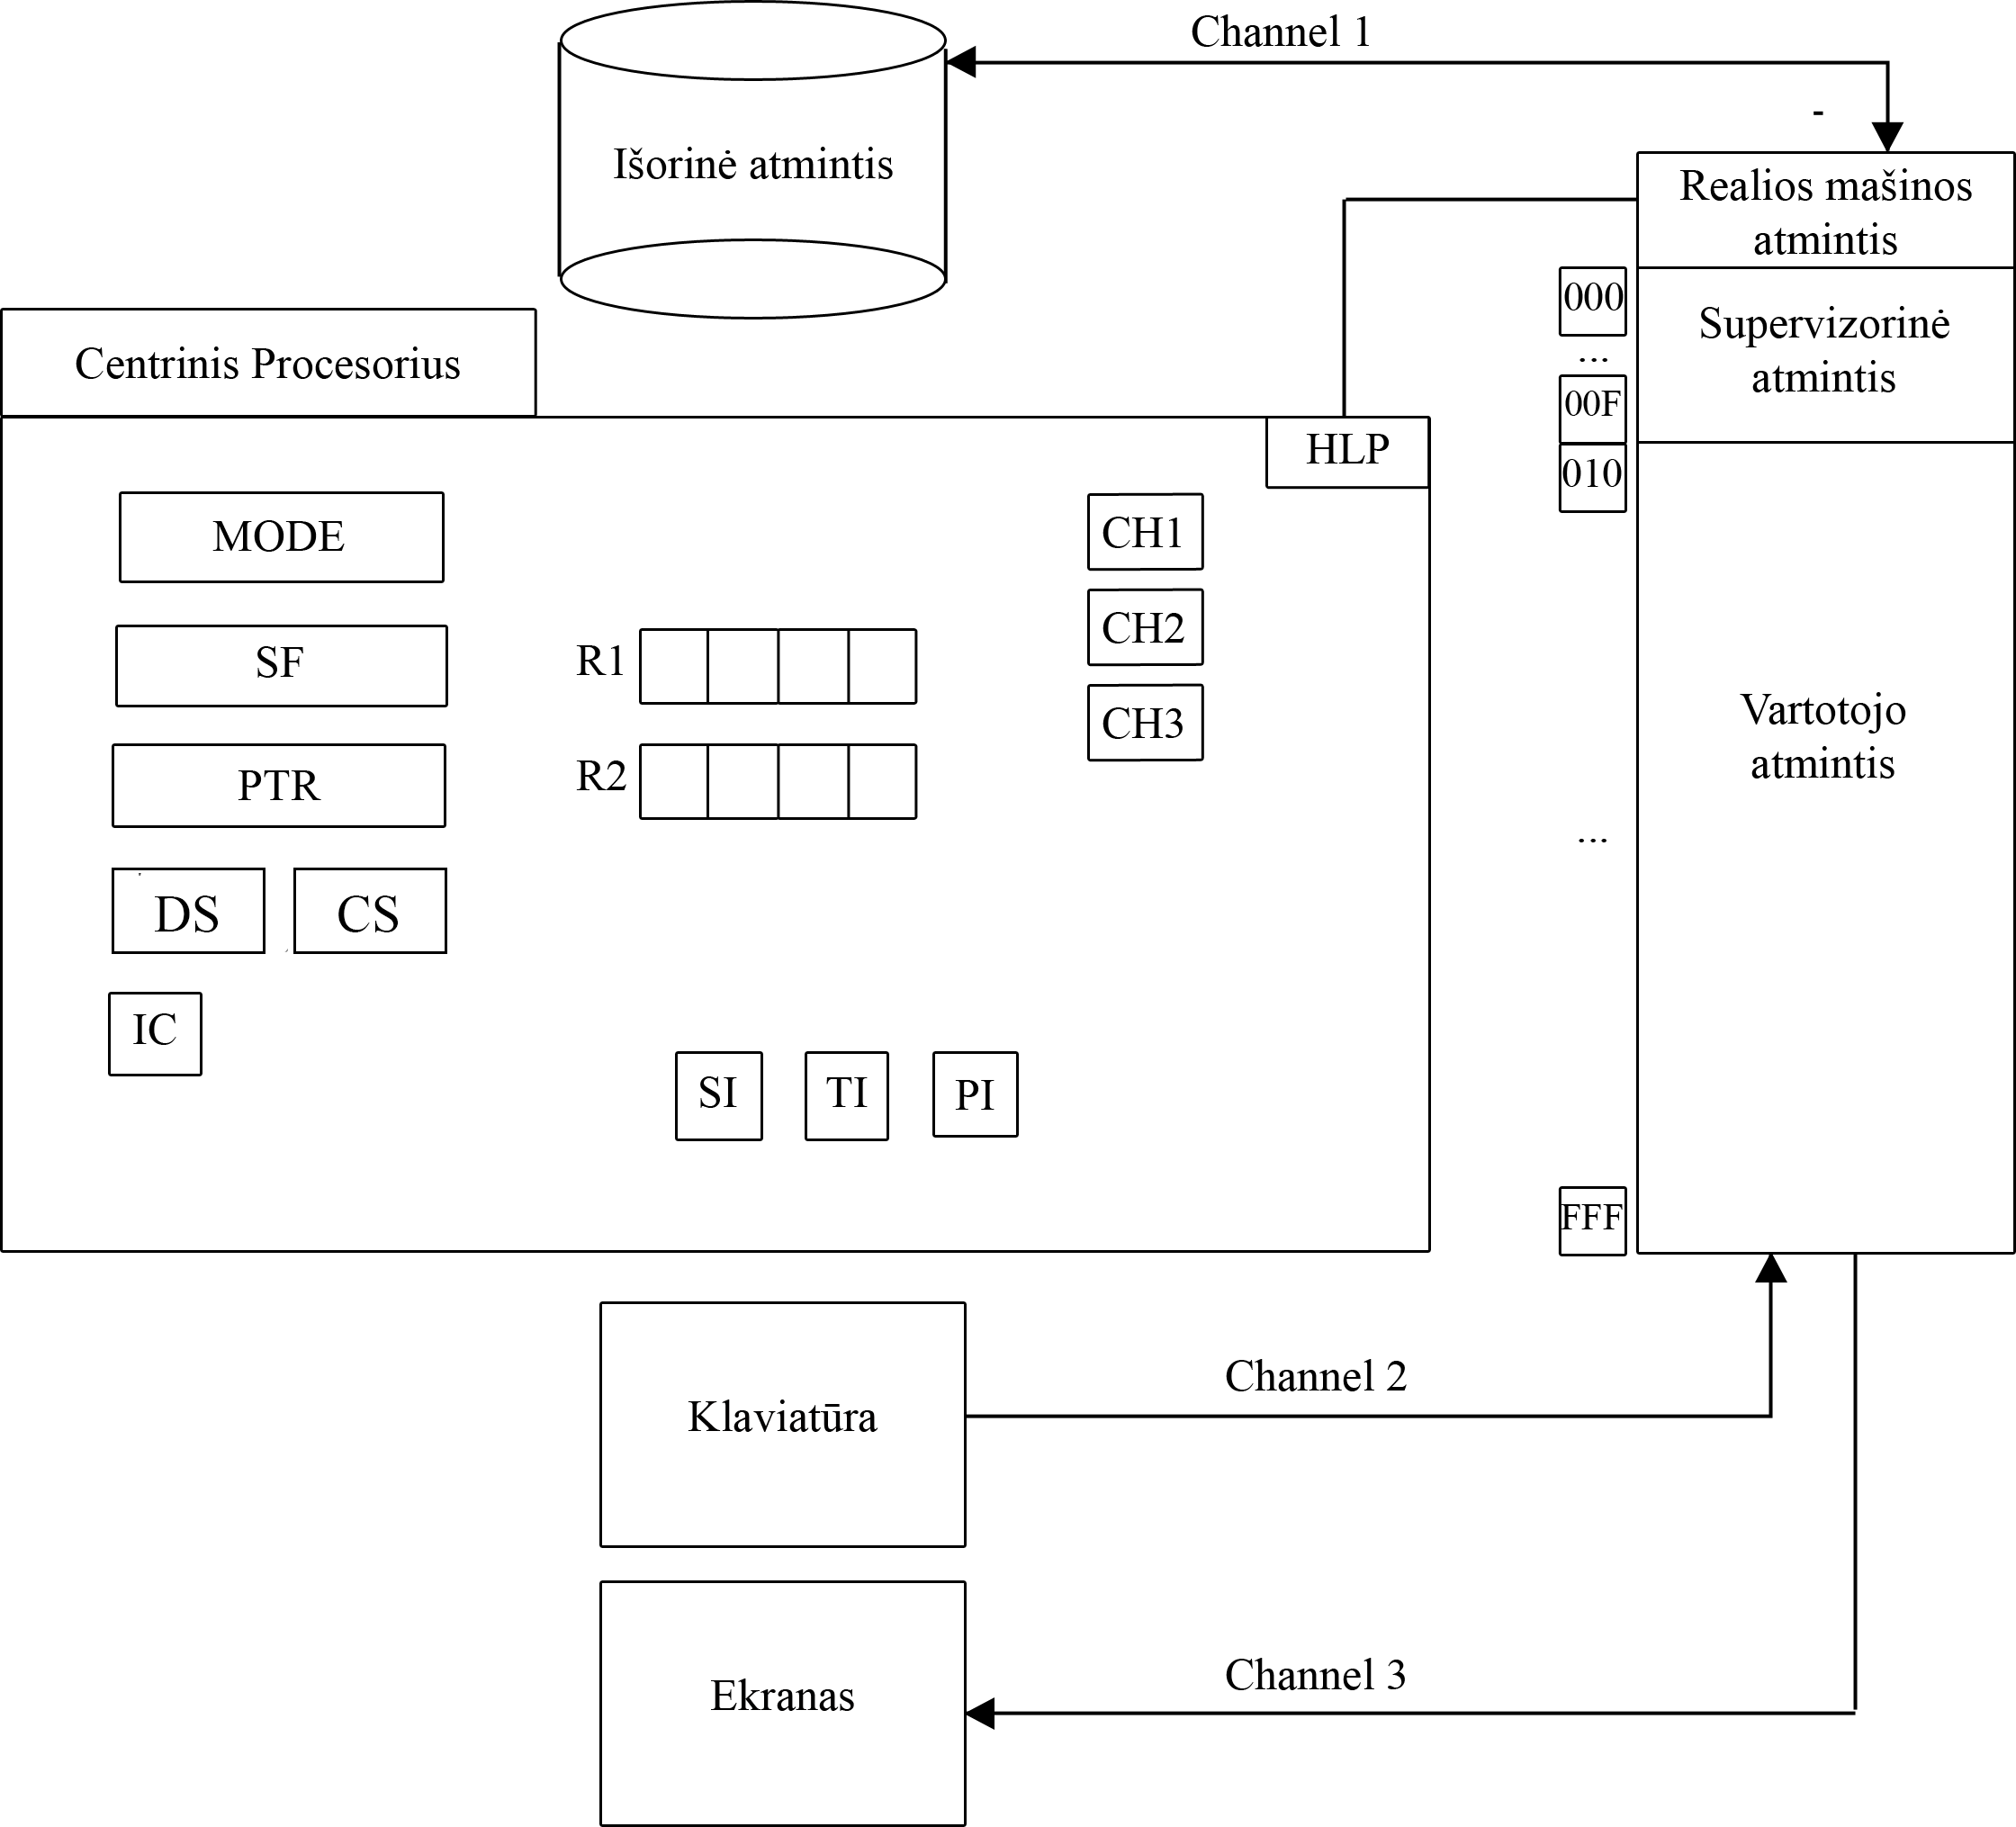 Channel 1
-
Išorinė atmintis
Realios mašinos
atmintis
000
Supervizorinė
atmintis
...
00F
Centrinis Procesorius
HLP
010
MODE
CH1
SF
R1
CH2
CH3
Vartotojo
atmintis
PTR
R2
...
DS
CS
IC
SI
TI
PI
FFF
Klaviatūra
Channel 2
Ekranas
Channel 3